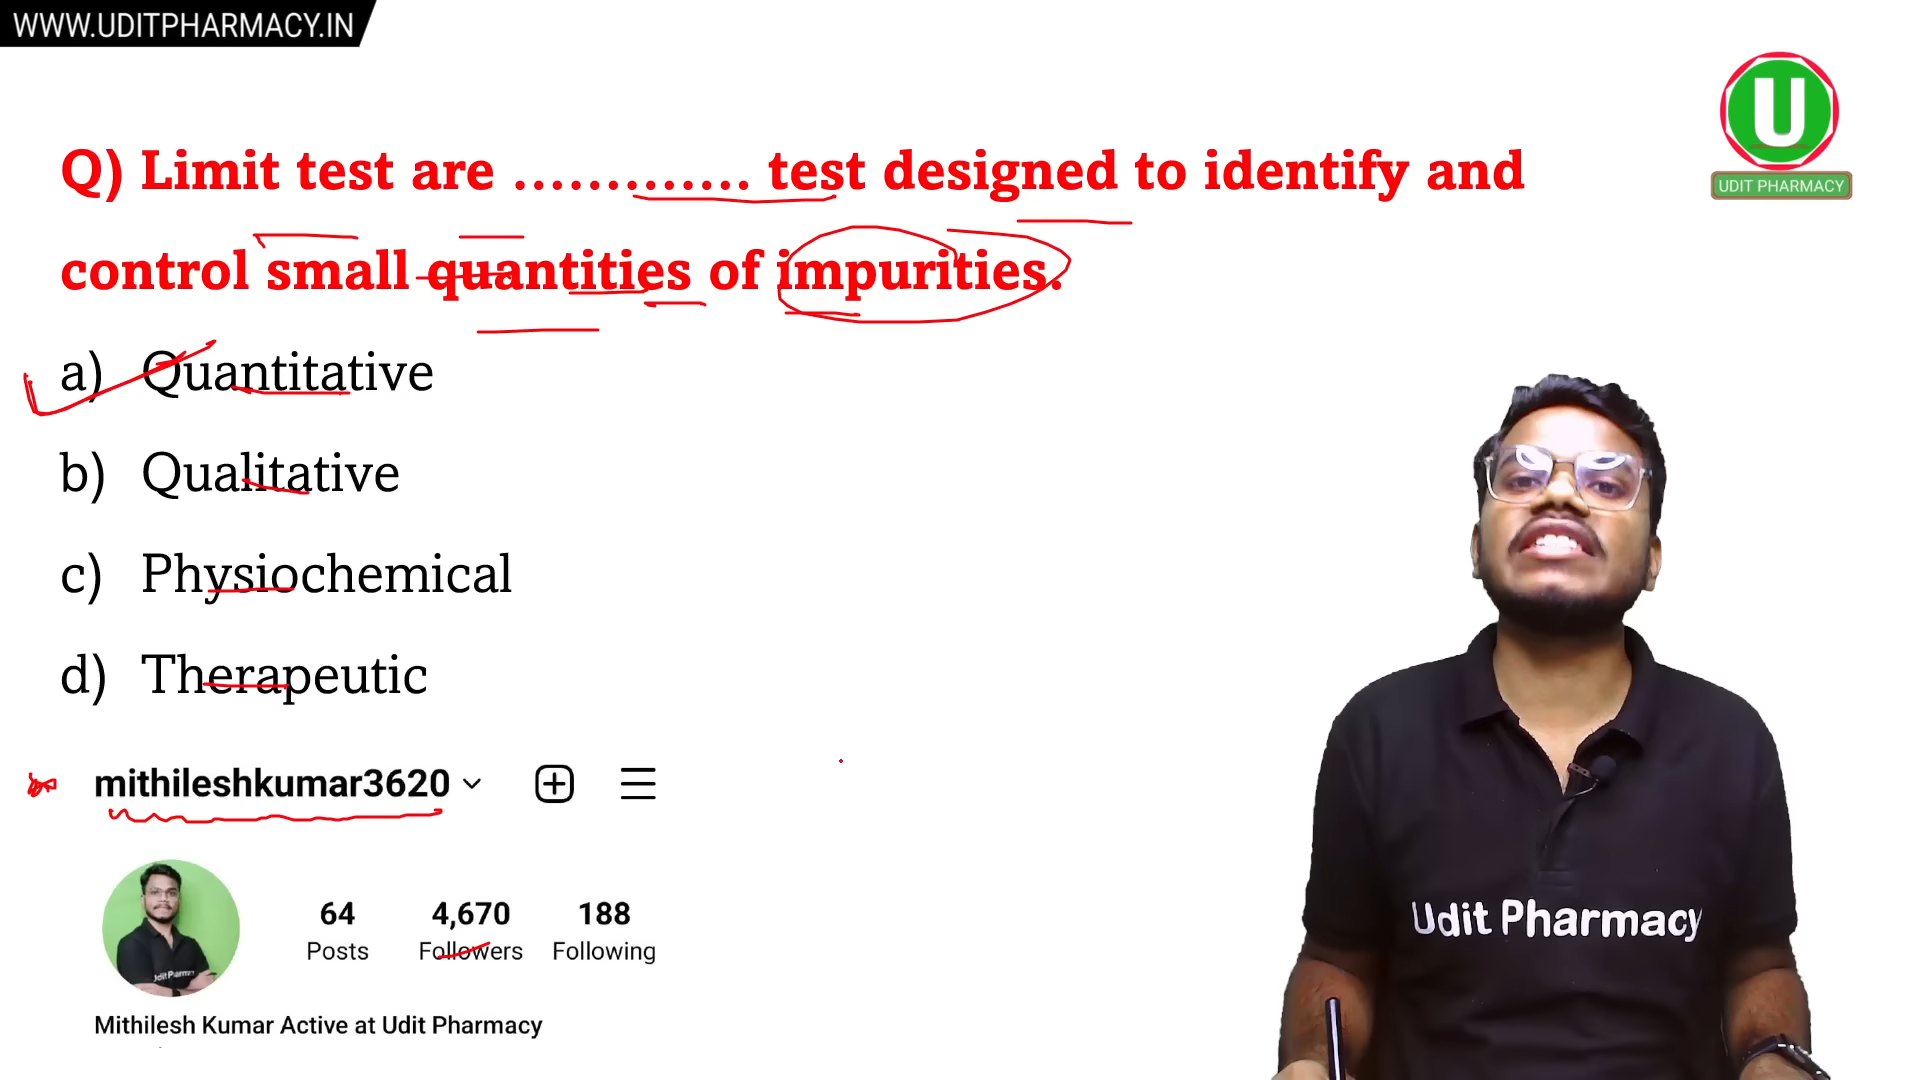 WWW.UDITPHARMACY.IN
U
UDIT PHARMACY
Q) Limit test are ............. test designed to identify and
control small quantities of impurities.
a) Quantitative
b) Qualitative
c) Physiochemical
d) Therapeutic
mithileshkumar3620
64 4,670 188
Posts Followers Following
Mithilesh Kumar Active at Udit Pharmacy
Udit Pharmacy